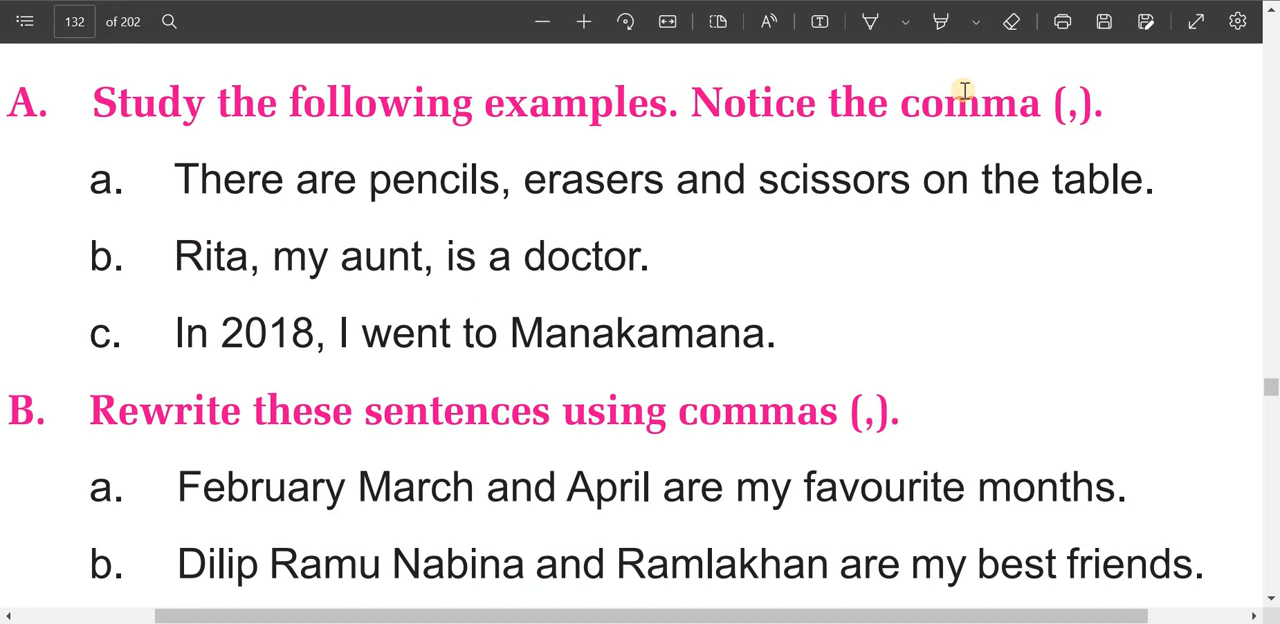 132 of 202
A. Study the following examples. Notice the comma (,).
a. There are pencils, erasers and scissors on the table.
b. Rita, my aunt, is a doctor.
c. In 2018, I went to Manakamana.
B. Rewrite these sentences using commas (,).
a. February March and April are my favourite months.
b. Dilip Ramu Nabina and Ramlakhan are my best friends.